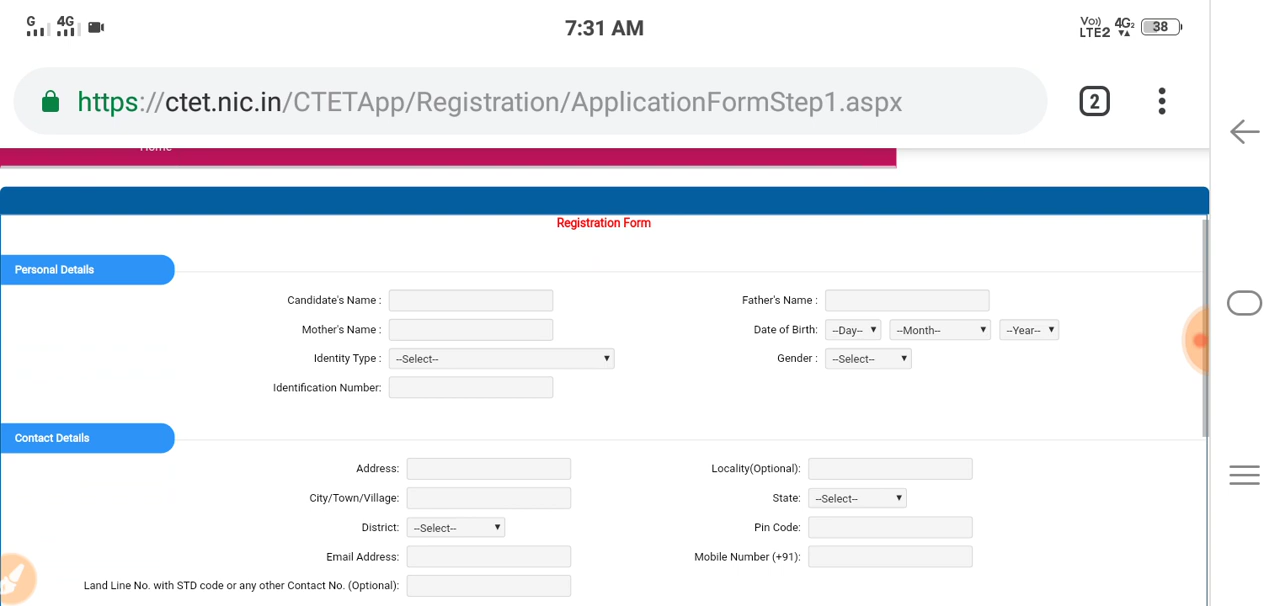 G 4G 7:31 AM Vo)) LTE2 4G2 38
https://ctet.nic.in/CTETApp/Registration/ApplicationFormStep1.aspx 2
Home
Registration Form
Personal Details
Candidate's Name : Father's Name :
Mother's Name : Date of Birth: --Day-- --Month-- --Year--
Identity Type : --Select-- Gender : --Select--
Identification Number:
Contact Details
Address: Locality(Optional):
City/Town/Village: State: --Select--
District: --Select-- Pin Code:
Email Address: Mobile Number (+91):
Land Line No. with STD code or any other Contact No. (Optional):